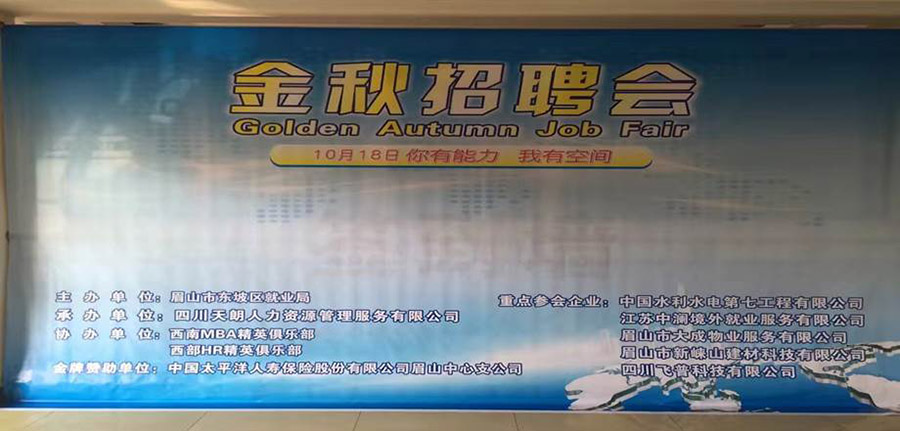 金秋招聘会
Golden Autumn Job Fair
10月18日 你有能力 我有空间
主办单位：眉山市东坡区就业局
承办单位：四川天朗人力资源管理服务有限公司
协办单位：西南MBA精英俱乐部
西部HR精英俱乐部
金牌赞助单位：中国太平洋人寿保险股份有限公司眉山中心支公司
重点参会企业：中国水利水电第七工程有限公司
江苏中澜境外就业服务有限公司
眉山市大成物业服务有限公司
眉山市新嵘山建材科技有限公司
四川飞普科技有限公司